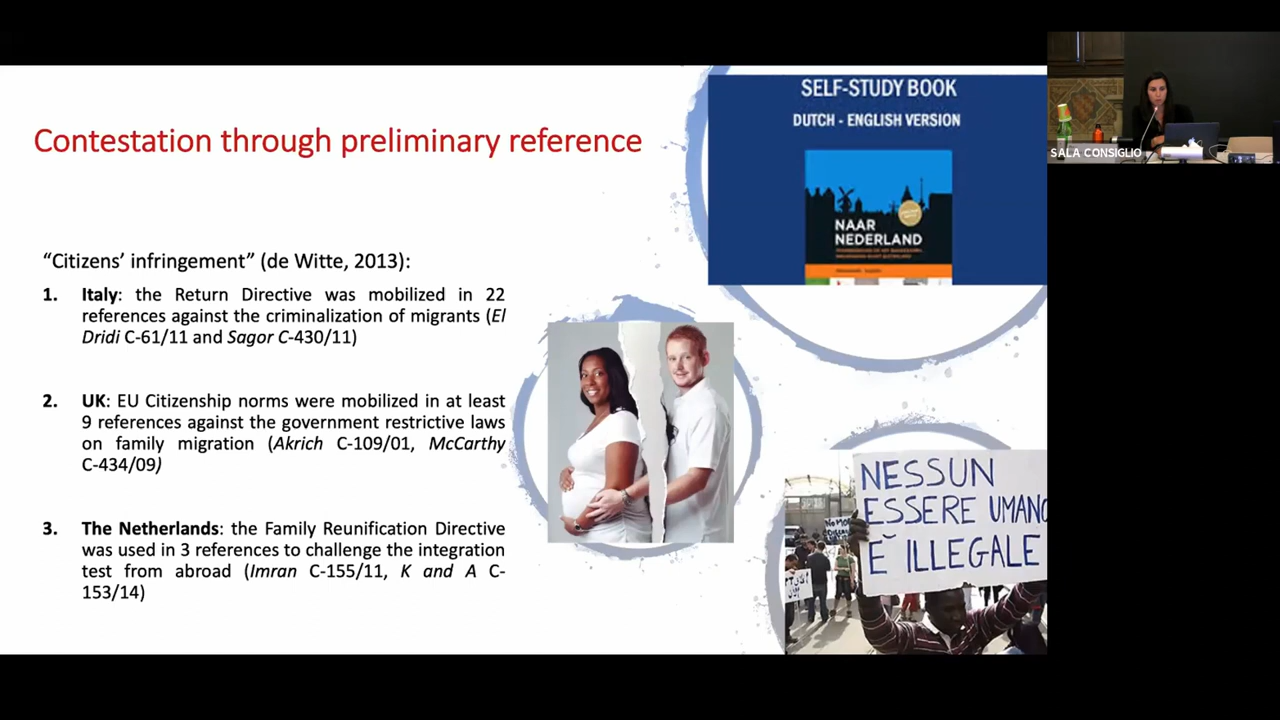 Contestation through preliminary reference
“Citizens’ infringement” (de Witte, 2013):
1. Italy: the Return Directive was mobilized in 22
references against the criminalization of migrants (El
Dridi C-61/11 and Sagor C-430/11)
2. UK: EU Citizenship norms were mobilized in at least
9 references against the government restrictive laws
on family migration (Akrich C-109/01, McCarthy
C-434/09)
3. The Netherlands: the Family Reunification Directive
was used in 3 references to challenge the integration
test from abroad (Imran C-155/11, K and A C-
153/14)
SELF-STUDY BOOK
DUTCH - ENGLISH VERSION
NAAR
NEDERLAND
NESSUN
ESSERE UMANO
È ILLEGALE
SALA CONSIGLIO